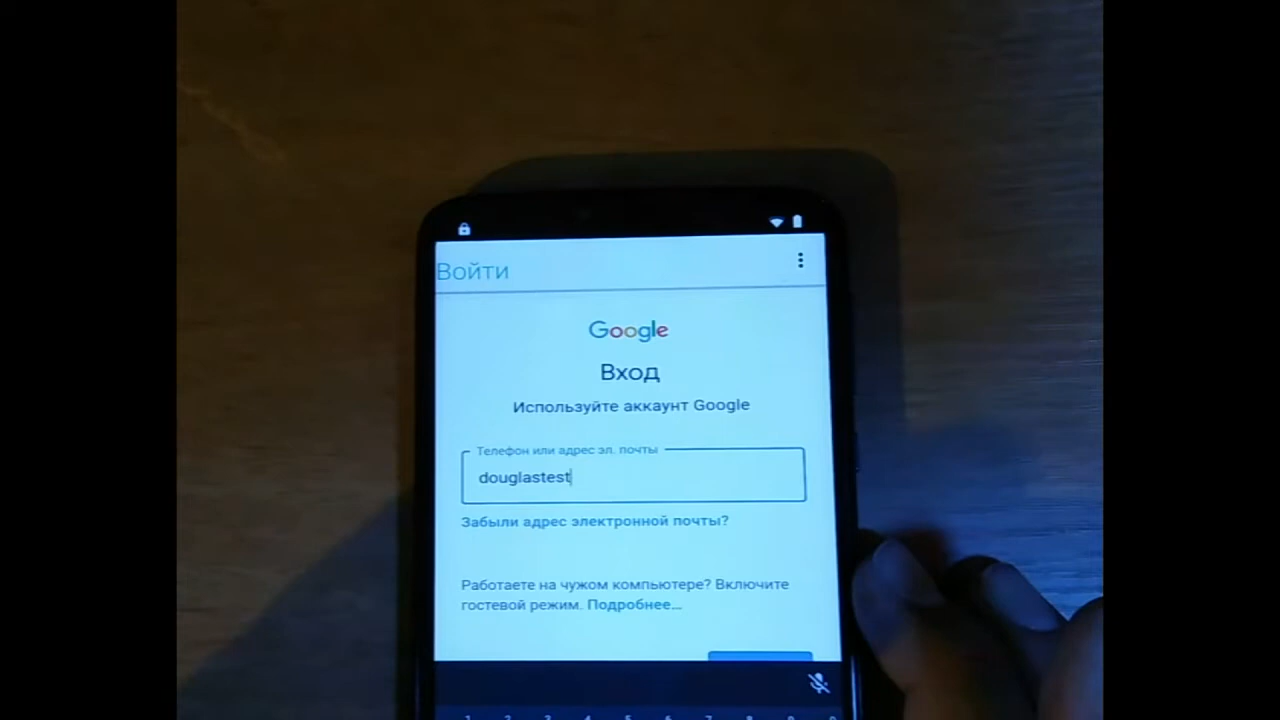 Войти
Google
Вход
Используйте аккаунт Google
Телефон или адрес эл. почты
douglastest
Забыли адрес электронной почты?
Работаете на чужом компьютере? Включите
гостевой режим. Подробнее...